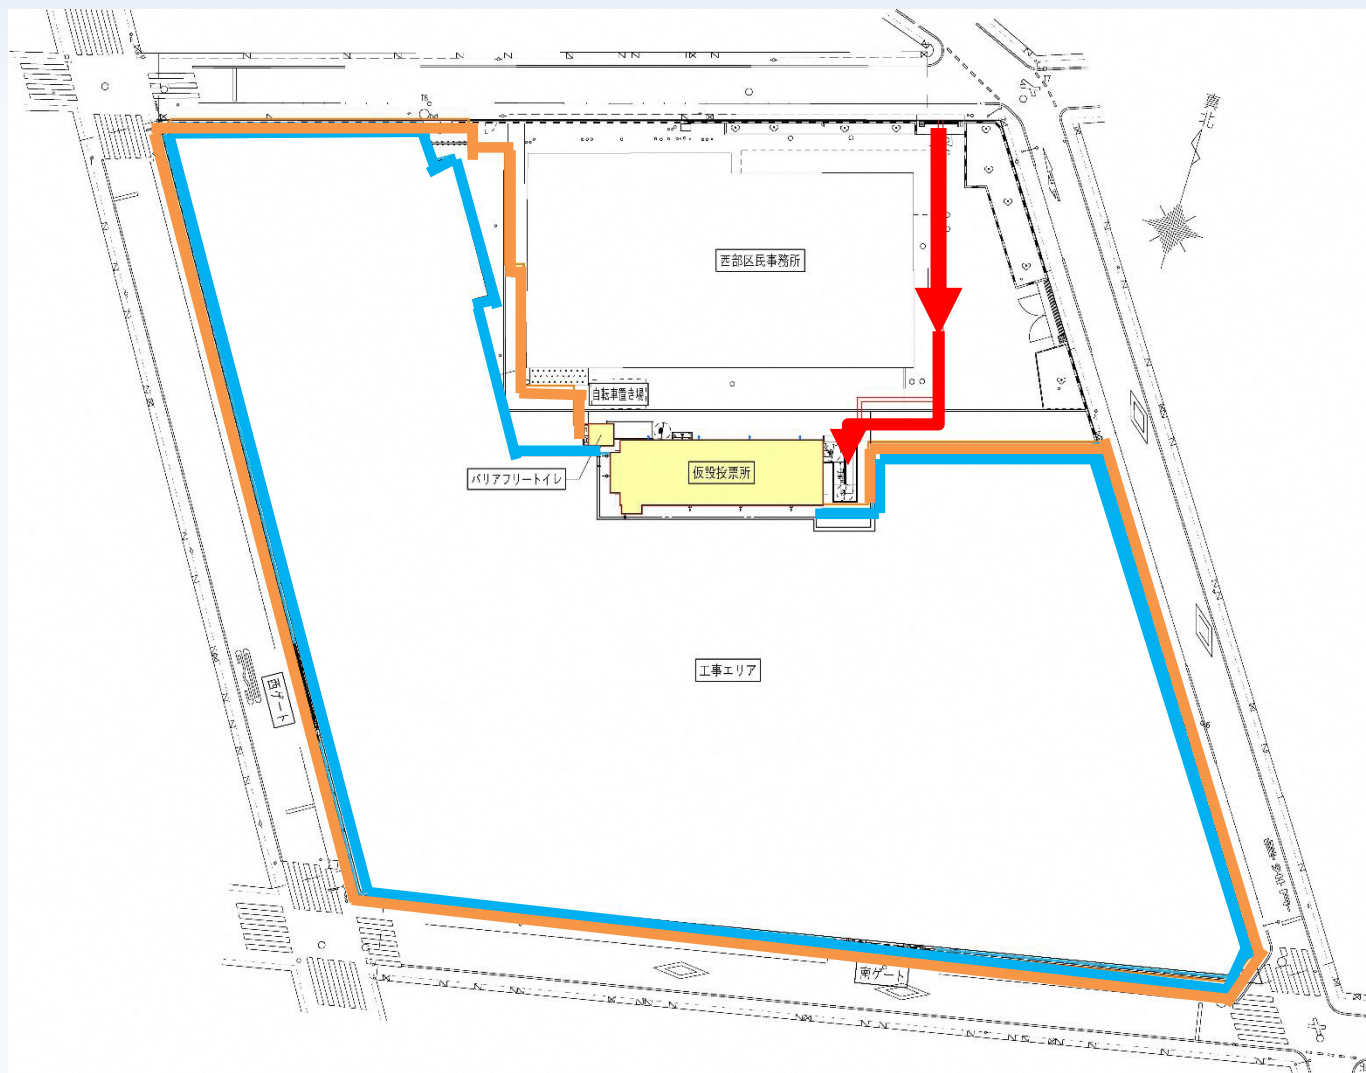 真北
西部区民事務所
自転車置き場
仮設投票所
バリアフリートイレ
工事エリア
西ゲート
南ゲート